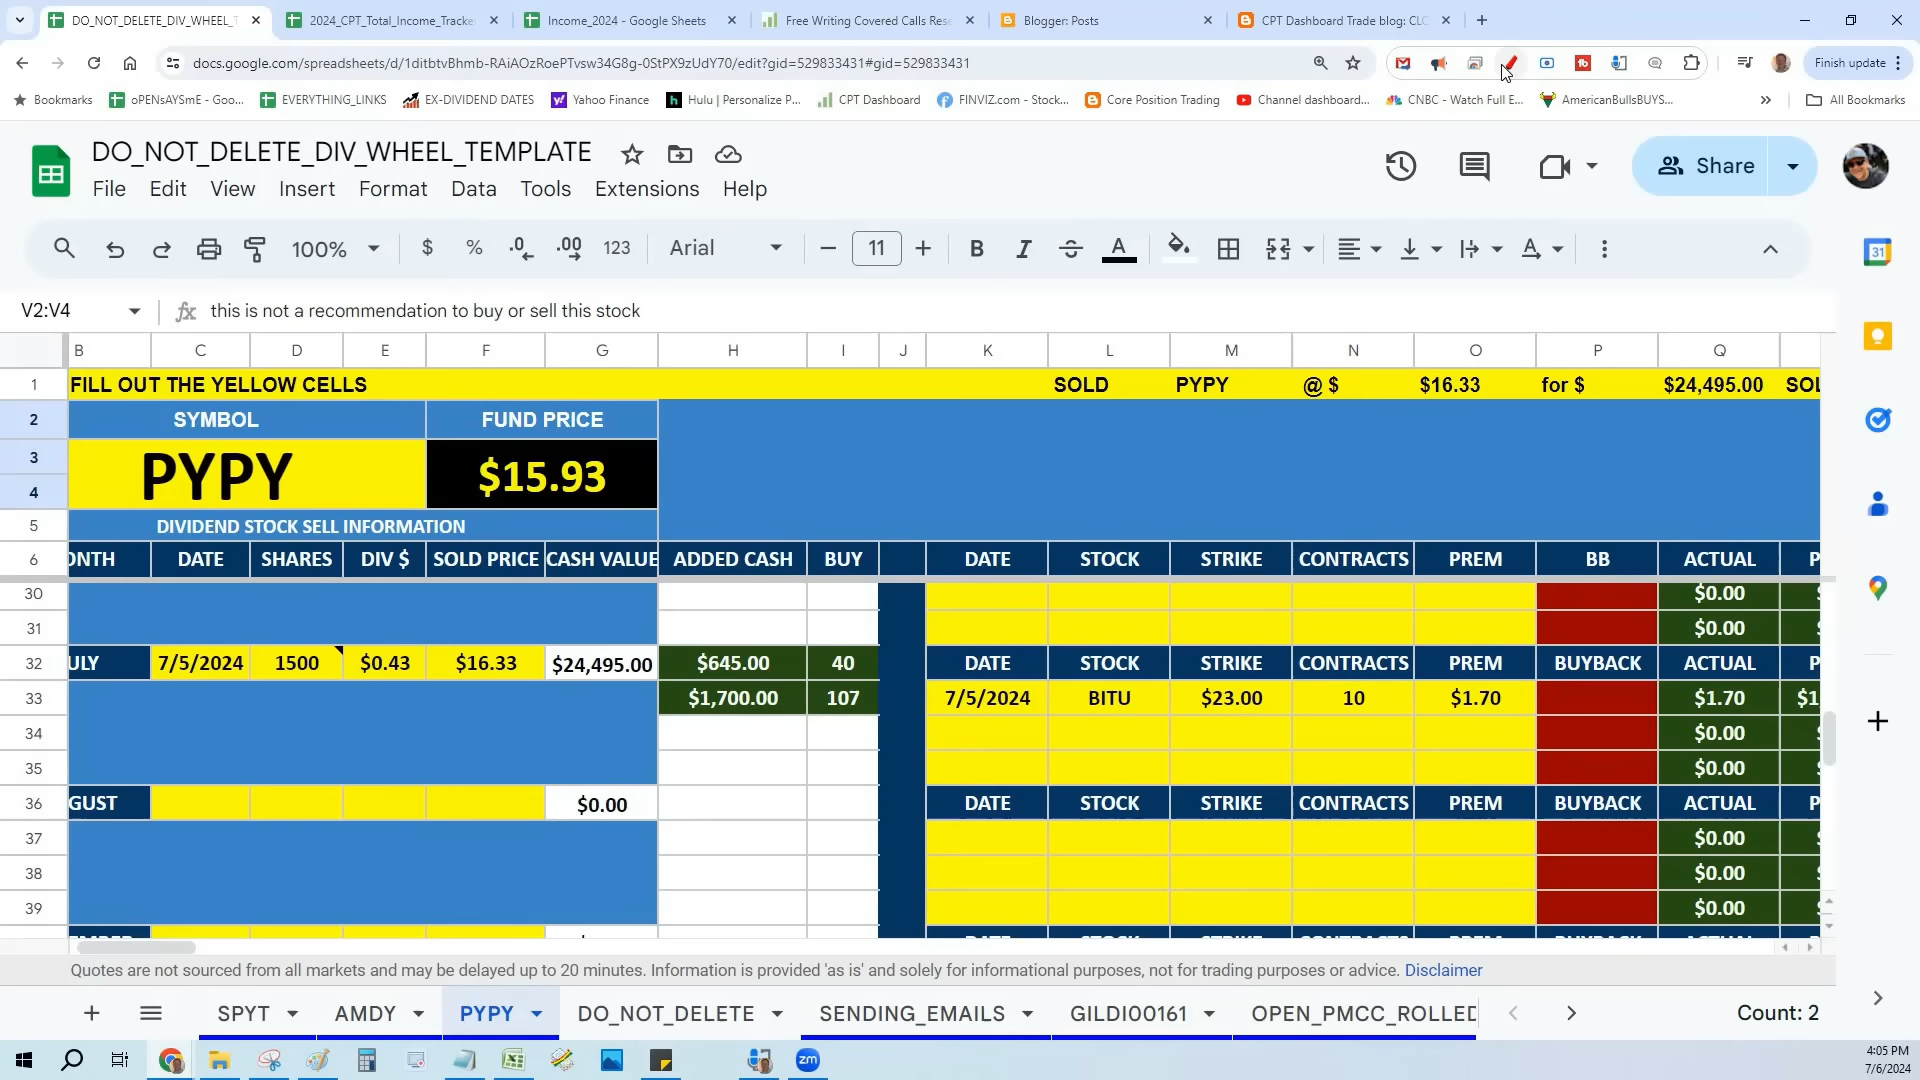 DO_NOT_DELETE_DIV_WHEEL_T
2024_CPT_Total_Income_Tracke
Income_2024 - Google Sheets
Free Writing Covered Calls Rese
Blogger: Posts
CPT Dashboard Trade blog: CLO
docs.google.com/spreadsheets/d/1ditbtvBhmb-RAiAOzRoePTvsw34G8g-0StPX9zUdY70/edit?gid=529833431#gid=529833431
Finish update
Bookmarks
oPENsAYSmE - Goo...
EVERYTHING_LINKS
EX-DIVIDEND DATES
Yahoo Finance
Hulu | Personalize P...
CPT Dashboard
FINVIZ.com - Stock...
Core Position Trading
Channel dashboard...
CNBC - Watch Full E...
AmericanBullsBUYS...
All Bookmarks
DO_NOT_DELETE_DIV_WHEEL_TEMPLATE
File Edit View Insert Format Data Tools Extensions Help
Share
100% $ % .0 .00 123 Arial 11 B I A
31
V2:V4 fx this is not a recommendation to buy or sell this stock
B C D E F G H I J K L M N O P Q
1 FILL OUT THE YELLOW CELLS SOLD PYPY @ $ $16.33 for $ $24,495.00 SOL
2 SYMBOL FUND PRICE
3 PYPY $15.93
4
5 DIVIDEND STOCK SELL INFORMATION
6 ONTH DATE SHARES DIV $ SOLD PRICE CASH VALUE ADDED CASH BUY DATE STOCK STRIKE CONTRACTS PREM BB ACTUAL P
30 $0.00
31 $0.00
32 ULY 7/5/2024 1500 $0.43 $16.33 $24,495.00 $645.00 40 DATE STOCK STRIKE CONTRACTS PREM BUYBACK ACTUAL P
33 $1,700.00 107 7/5/2024 BITU $23.00 10 $1.70 $1.70 $1
34 $0.00
35 $0.00
36 GUST $0.00 DATE STOCK STRIKE CONTRACTS PREM BUYBACK ACTUAL P
37 $0.00
38 $0.00
39 $0.00
Quotes are not sourced from all markets and may be delayed up to 20 minutes. Information is provided 'as is' and solely for informational purposes, not for trading purposes or advice. Disclaimer
SPYT AMDY PYPY DO_NOT_DELETE SENDING_EMAILS GILDI00161 OPEN_PMCC_ROLLED Count: 2
zm
4:05 PM
7/6/2024